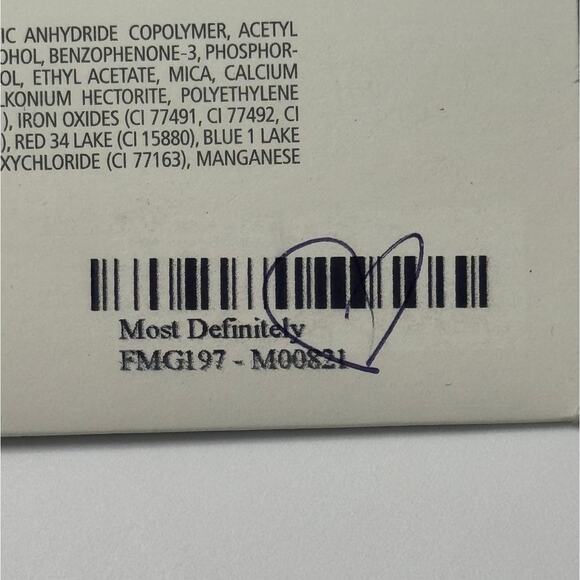 IC ANHYDRIDE COPOLYMER, ACETYL
OHOL, BENZOPHENONE-3, PHOSPHOR-
OL, ETHYL ACETATE, MICA, CALCIUM
LKONIUM HECTORITE, POLYETHYLENE
), IRON OXIDES (CI 77491, CI 77492, CI
), RED 34 LAKE (CI 15880), BLUE 1 LAKE
XYCHLORIDE (CI 77163), MANGANESE
Most Definitely
FMG197 - M00821